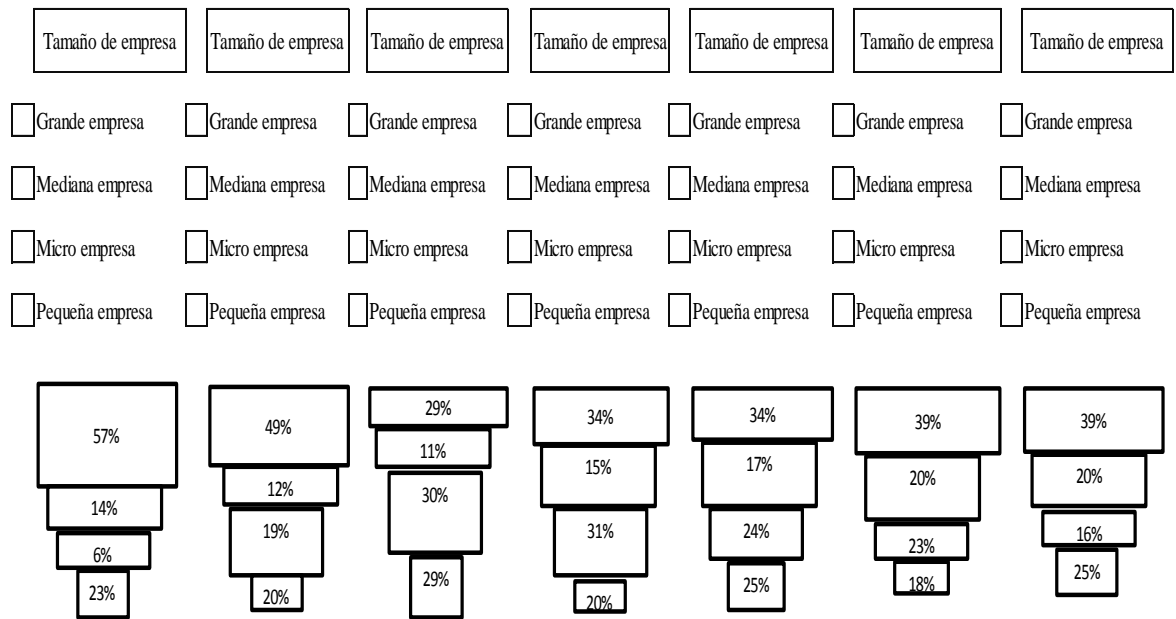 Tamaño de empresa Tamaño de empresa Tamaño de empresa Tamaño de empresa Tamaño de empresa Tamaño de empresa Tamaño de empresa
Grande empresa Grande empresa Grande empresa Grande empresa Grande empresa Grande empresa Grande empresa
Mediana empresa Mediana empresa Mediana empresa Mediana empresa Mediana empresa Mediana empresa Mediana empresa
Micro empresa Micro empresa Micro empresa Micro empresa Micro empresa Micro empresa Micro empresa
Pequeña empresa Pequeña empresa Pequeña empresa Pequeña empresa Pequeña empresa Pequeña empresa Pequeña empresa
57% 49% 29% 34% 34% 39% 39%
14% 12% 11% 15% 17% 20% 20%
6% 19% 30% 31% 24% 23% 16%
23% 20% 29% 20% 25% 18% 25%